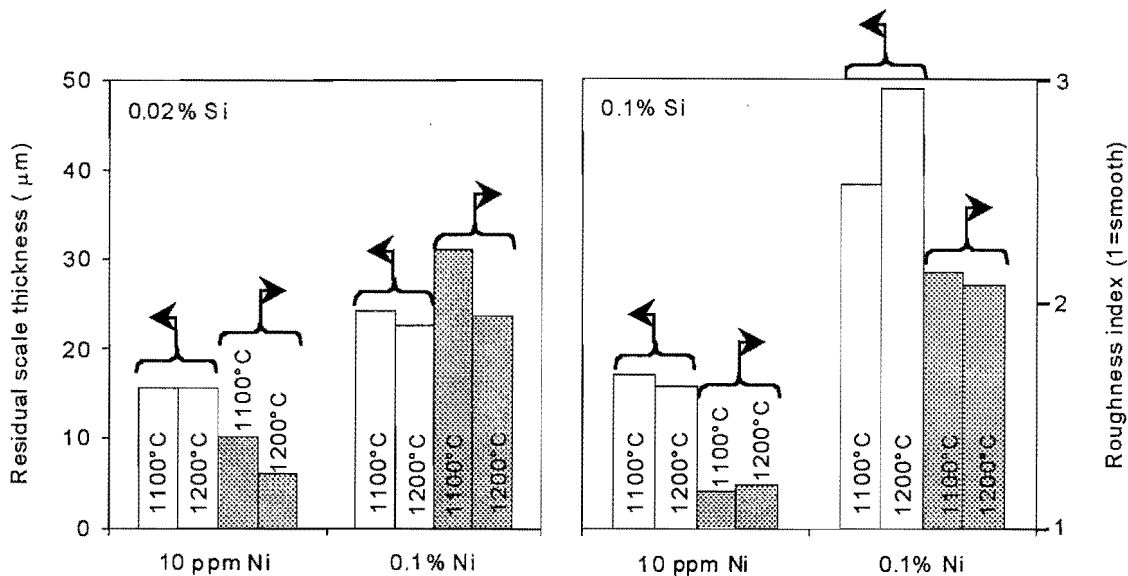 Residual scale thickness ( μm)
50
40
30
20
10
0
0.02% Si
1100°C
1200°C
1100°C
1200°C
1100°C
1200°C
1100°C
1200°C
10 ppm Ni
0.1% Ni
0.1% Si
1100°C
1200°C
1100°C
1200°C
1100°C
1200°C
1100°C
1200°C
10 ppm Ni
0.1% Ni
3
2
1
Roughness index (1=smooth)